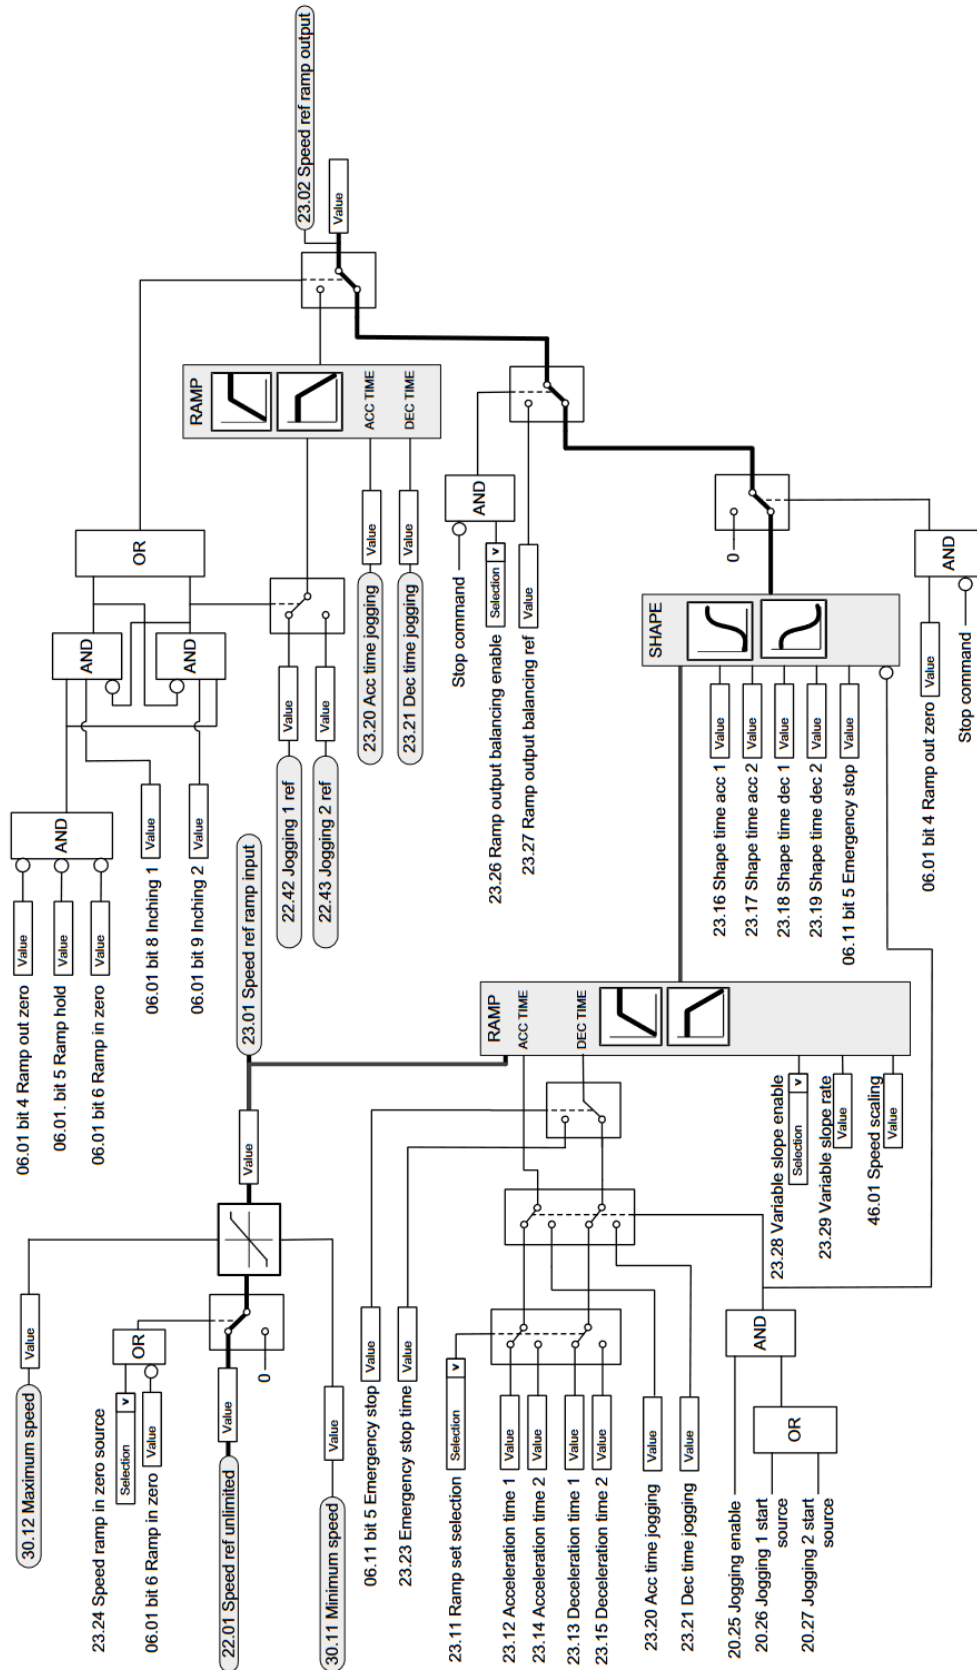 30.12 Maximum speed
Value
23.24 Speed ramp in zero source
Selection
v
06.01 bit 6 Ramp in zero
Value
OR
22.01 Speed ref unlimited
Value
0
30.11 Minimum speed
Value
Value
23.01 Speed ref ramp input
06.01 bit 4 Ramp out zero
Value
06.01. bit 5 Ramp hold
Value
06.01 bit 6 Ramp in zero
Value
AND
06.01 bit 8 Inching 1
Value
06.01 bit 9 Inching 2
Value
AND
AND
OR
22.42 Jogging 1 ref
Value
22.43 Jogging 2 ref
Value
23.20 Acc time jogging
Value
23.21 Dec time jogging
Value
RAMP
ACC TIME
DEC TIME
23.02 Speed ref ramp output
Value
Stop command
AND
23.26 Ramp output balancing enable
Selection
v
23.27 Ramp output balancing ref
Value
06.11 bit 5 Emergency stop
Value
23.23 Emergency stop time
Value
23.11 Ramp set selection
Selection
v
23.12 Acceleration time 1
Value
23.14 Acceleration time 2
Value
23.13 Deceleration time 1
Value
23.15 Deceleration time 2
Value
23.20 Acc time jogging
Value
23.21 Dec time jogging
Value
20.25 Jogging enable
20.26 Jogging 1 start
source
20.27 Jogging 2 start
source
OR
AND
RAMP
ACC TIME
DEC TIME
23.28 Variable slope enable
Selection
v
23.29 Variable slope rate
Value
46.01 Speed scaling
Value
SHAPE
23.16 Shape time acc 1
Value
23.17 Shape time acc 2
Value
23.18 Shape time dec 1
Value
23.19 Shape time dec 2
Value
06.11 bit 5 Emergency stop
Value
0
06.01 bit 4 Ramp out zero
Value
AND
Stop command